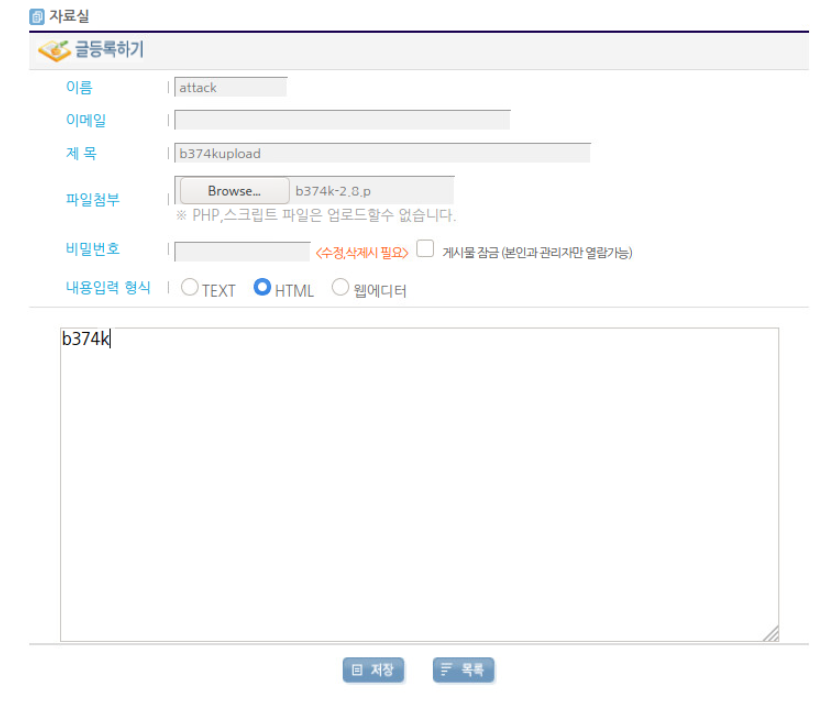 자료실
글등록하기
이름 attack
이메일
제 목 b374kupload
파일첨부 Browse... b374k-2.8.p
※ PHP,스크립트 파일은 업로드할수 없습니다.
비밀번호 <수정,삭제시 필요> 게시물 잠금 (본인과 관리자만 열람가능)
내용입력 형식 TEXT HTML 웹에디터
b374k
저장 목록